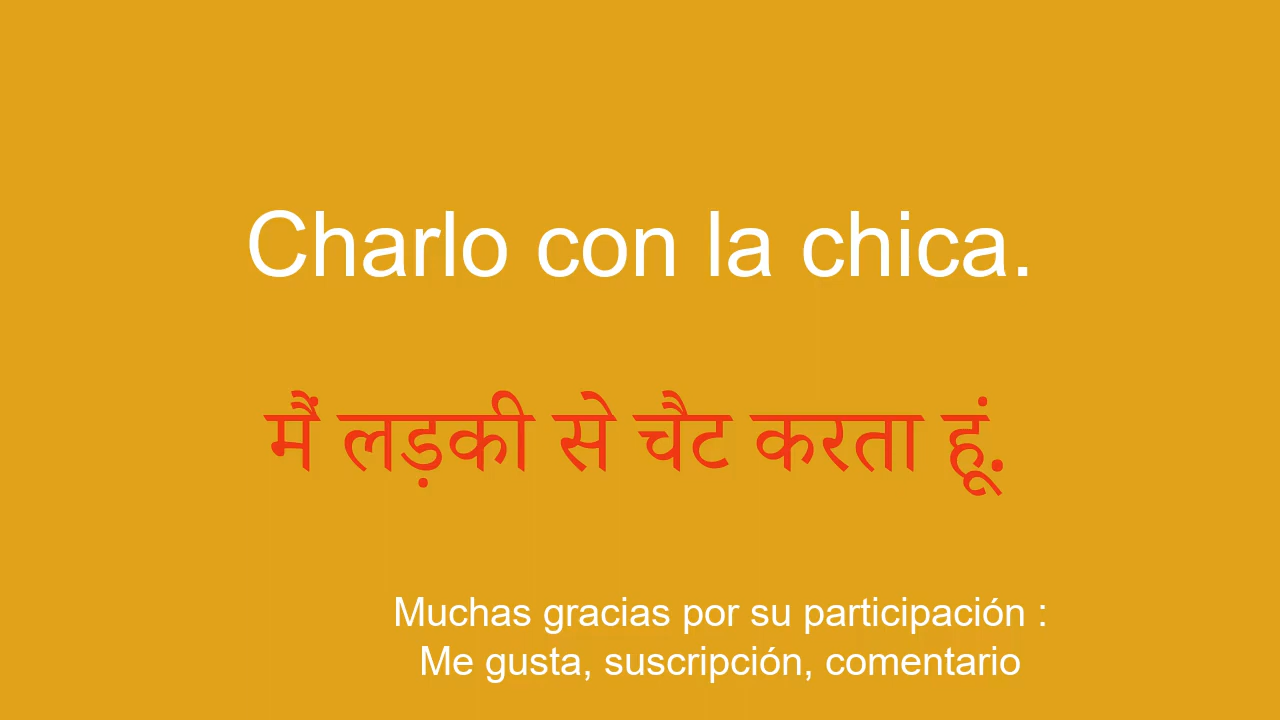 Charlo con la chica.
मैं लड़की से चैट करता हूं.
Muchas gracias por su participación :
Me gusta, suscripción, comentario